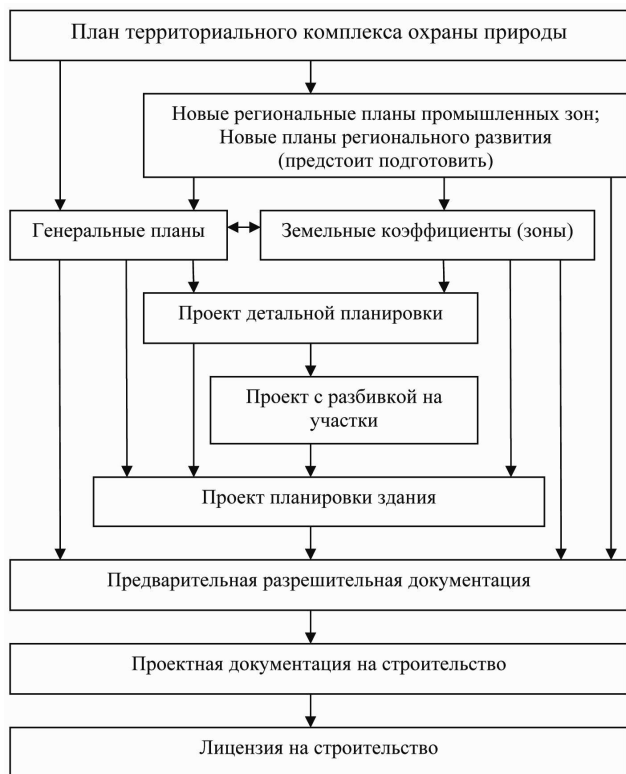 План территориального комплекса охраны природы
Новые региональные планы промышленных зон;
Новые планы регионального развития
(предстоит подготовить)
Генеральные планы
Земельные коэффициенты (зоны)
Проект детальной планировки
Проект с разбивкой на
участки
Проект планировки здания
Предварительная разрешительная документация
Проектная документация на строительство
Лицензия на строительство